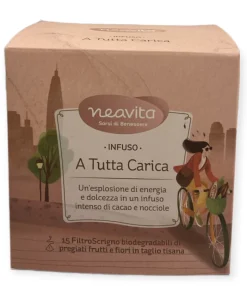 neavita
Sorsi di Benessere
• INFUSO •
A Tutta Carica
Un'esplosione di energia
e dolcezza in un infuso
intenso di cacao e nocciole
15 FiltroScrigno biodegradabili di
pregiati frutti e fiori in taglio tisana